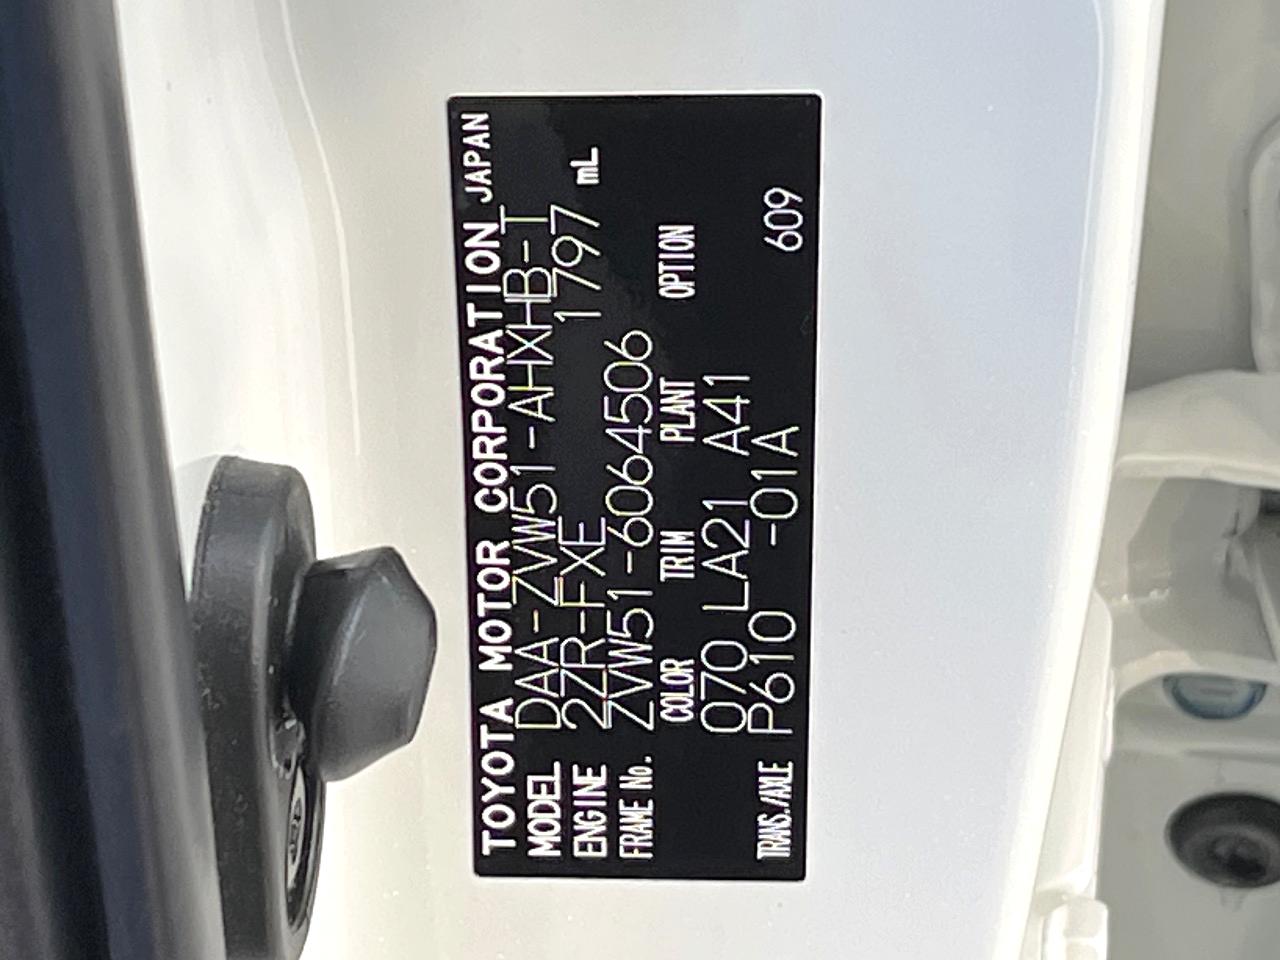 TOYOTA MOTOR CORPORATION JAPAN
MODEL DAA-ZVW51-AHXHB-T
ENGINE 2ZR-FXE 1797 mL
FRAME No. ZVW51-6064506
COLOR TRIM PLANT OPTION
070 LA21 A41
TRANS./AXLE P610 -01A 609